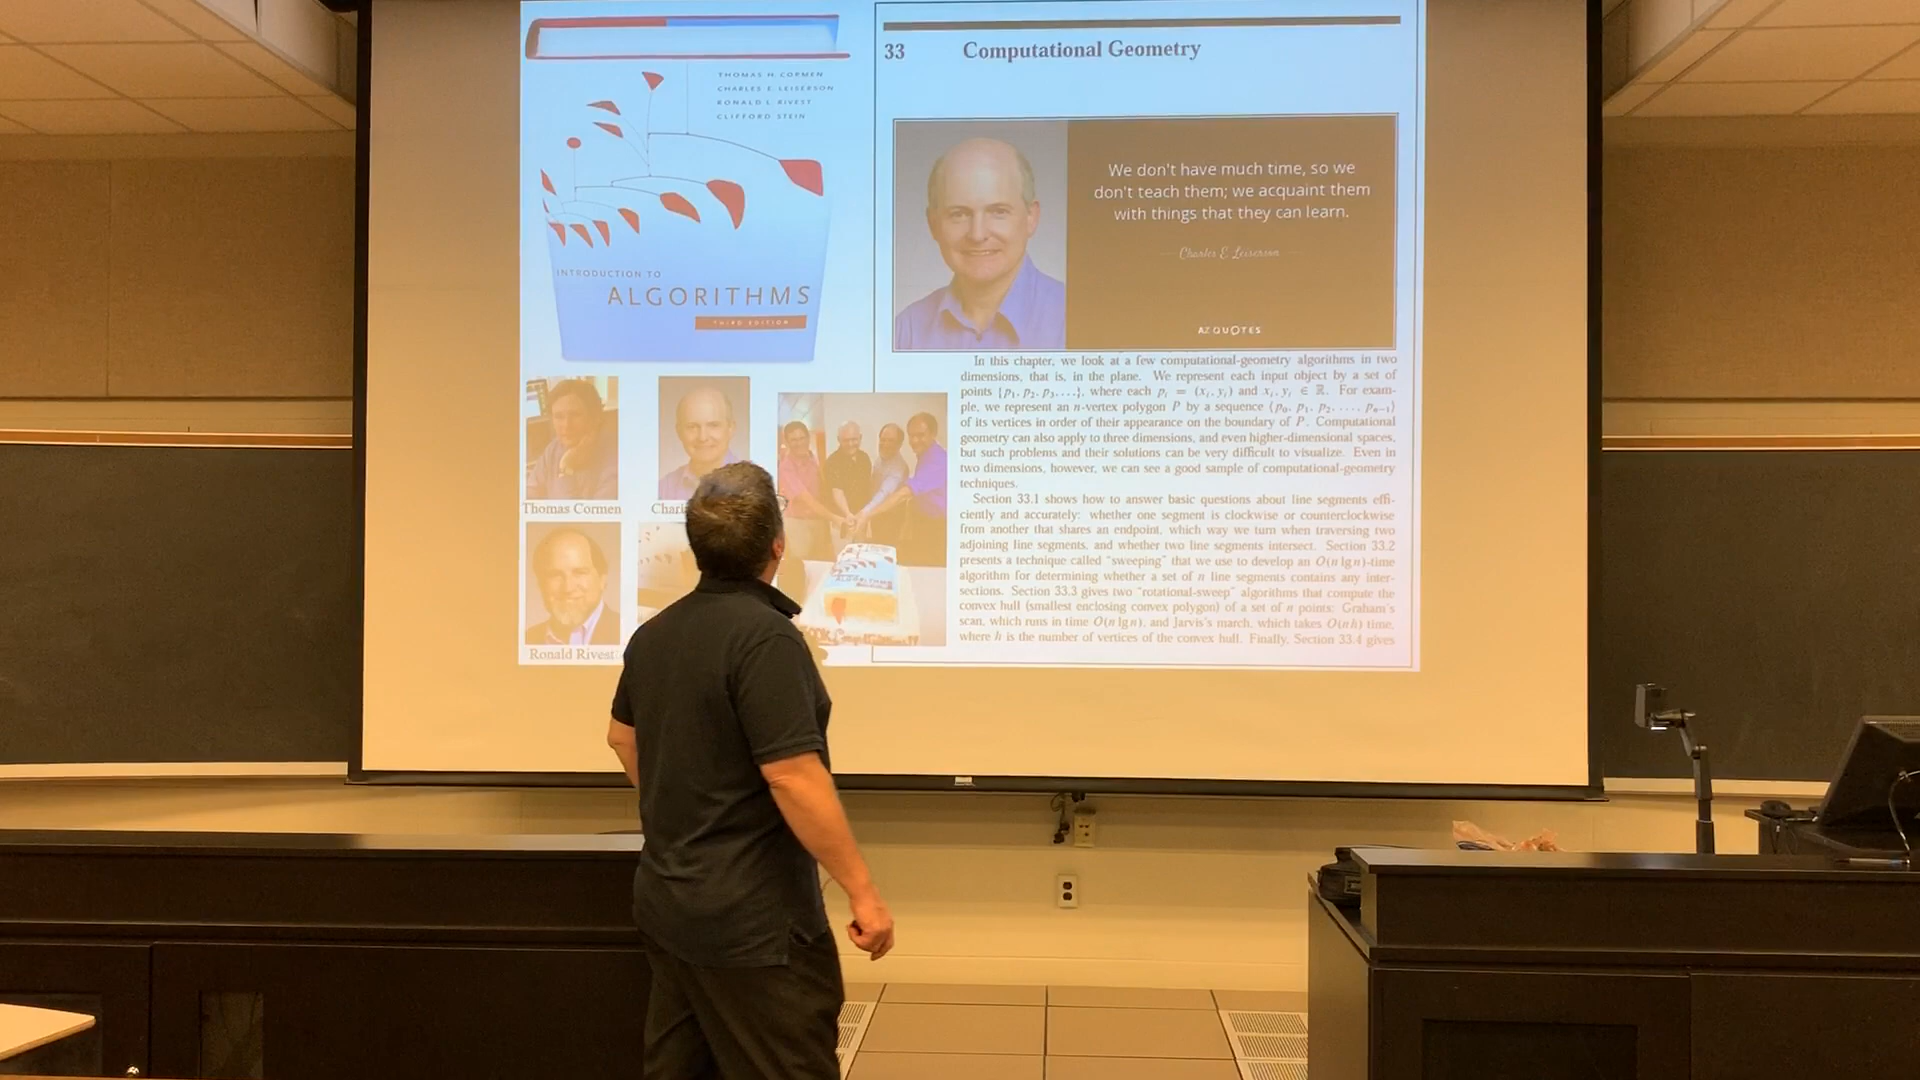 THOMAS H. CORMEN
CHARLES E. LEISERSON
RONALD L. RIVEST
CLIFFORD STEIN
INTRODUCTION TO
ALGORITHMS
THIRD EDITION
Thomas Cormen
Charl
Ronald Rivest
ALGORITHMS
33 Computational Geometry
We don't have much time, so we
don't teach them; we acquaint them
with things that they can learn.
Charles E. Leiserson
AZ QUOTES
In this chapter, we look at a few computational-geometry algorithms in two
dimensions, that is, in the plane. We represent each input object by a set of
points {p₁, p₂, p₃, . . .}, where each pᵢ = (xᵢ, yᵢ) and xᵢ, yᵢ ∈ ℝ. For exam-
ple, we represent an n-vertex polygon P by a sequence ⟨p₀, p₁, p₂, . . . , pₙ₋₁⟩
of its vertices in order of their appearance on the boundary of P. Computational
geometry can also apply to three dimensions, and even higher-dimensional spaces,
but such problems and their solutions can be very difficult to visualize. Even in
two dimensions, however, we can see a good sample of computational-geometry
techniques.
Section 33.1 shows how to answer basic questions about line segments effi-
ciently and accurately: whether one segment is clockwise or counterclockwise
from another that shares an endpoint, which way we turn when traversing two
adjoining line segments, and whether two line segments intersect. Section 33.2
presents a technique called "sweeping" that we use to develop an O(n lg n)-time
algorithm for determining whether a set of n line segments contains any inter-
sections. Section 33.3 gives two "rotational-sweep" algorithms that compute the
convex hull (smallest enclosing convex polygon) of a set of n points: Graham's
scan, which runs in time O(n lg n), and Jarvis's march, which takes O(nh) time,
where h is the number of vertices of the convex hull. Finally, Section 33.4 gives